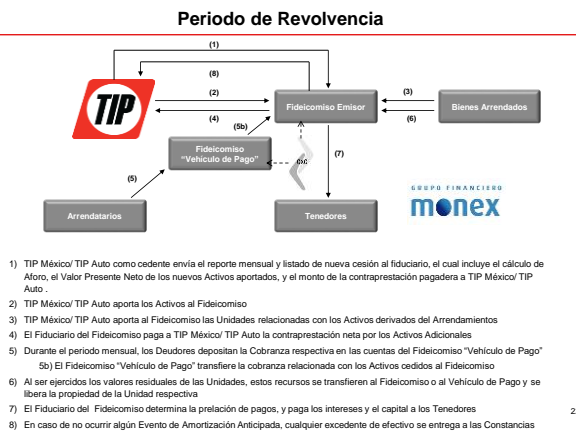 Periodo de Revolvencia
(1)
(8)
(2)
(3)
TIP
Fideicomiso Emisor
Bienes Arrendados
(4)
(6)
(5b)
Fideicomiso
“Vehículo de Pago”
(7)
(5)
GRUPO FINANCIERO
monex
Arrendatarios
Tenedores
1) TIP México/ TIP Auto como cedente envía el reporte mensual y listado de nueva cesión al fiduciario, el cual incluye el cálculo de
Aforo, el Valor Presente Neto de los nuevos Activos aportados, y el monto de la contraprestación pagadera a TIP México/ TIP
Auto .
2) TIP México/ TIP Auto aporta los Activos al Fideicomiso
3) TIP México/ TIP Auto aporta al Fideicomiso las Unidades relacionadas con los Activos derivados del Arrendamientos
4) El Fiduciario del Fideicomiso paga a TIP México/ TIP Auto la contraprestación neta por los Activos Adicionales
5) Durante el periodo mensual, los Deudores depositan la Cobranza respectiva en las cuentas del Fideicomiso “Vehículo de Pago”
5b) El Fideicomiso “Vehículo de Pago” transfiere la cobranza relacionada con los Activos cedidos al Fideicomiso
6) Al ser ejercidos los valores residuales de las Unidades, estos recursos se transfieren al Fideicomiso o al Vehículo de Pago y se
libera la propiedad de la Unidad respectiva
7) El Fiduciario del Fideicomiso determina la prelación de pagos, y paga los intereses y el capital a los Tenedores
8) En caso de no ocurrir algún Evento de Amortización Anticipada, cualquier excedente de efectivo se entrega a las Constancias